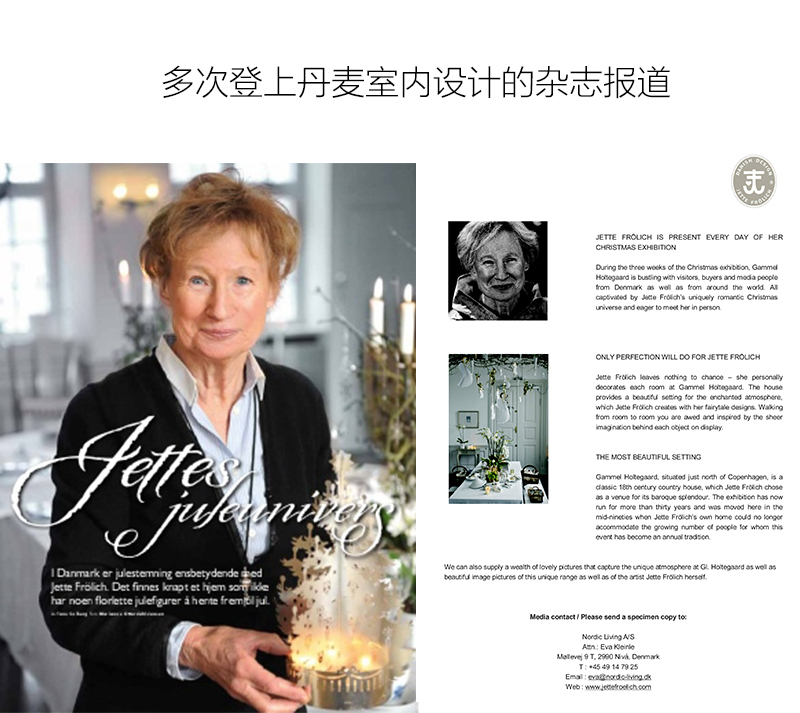 多次登上丹麦室内设计的杂志报道
DANISH DESIGN
JETTE FRÖLICH
Jettes
juleunivers
I Danmark er julestemning ensbetydende med
Jette Frölich. Det finnes knapt et hjem som ikke
har noen florlette julefigurer å hente frem til jul.
JETTE FRÖLICH IS PRESENT EVERY DAY OF HER
CHRISTMAS EXHIBITION
During the three weeks of the Christmas exhibition, Gammel
Holtegaard is bustling with visitors, buyers and media people
from Denmark as well as from around the world. All
captivated by Jette Frölich's uniquely romantic Christmas
universe and eager to meet her in person.
ONLY PERFECTION WILL DO FOR JETTE FRÖLICH
Jette Frölich leaves nothing to chance – she personally
decorates each room at Gammel Holtegaard. The house
provides a beautiful setting for the enchanted atmosphere,
which Jette Frölich creates with her fairytale designs. Walking
from room to room you are awed and inspired by the sheer
imagination behind each object on display.
THE MOST BEAUTIFUL SETTING
Gammel Holtegaard, situated just north of Copenhagen, is a
classic 18th century country house, which Jette Frölich chose
as a venue for its baroque splendour. The exhibition has now
run for more than thirty years and was moved here in the
mid-nineties when Jette Frölich's own home could no longer
accommodate the growing number of people for whom this
event has become an annual tradition.
We can also supply a wealth of lovely pictures that capture the unique atmosphere at Gl. Holtegaard as well as
beautiful image pictures of this unique range as well as of the artist Jette Frölich herself.
Media contact / Please send a specimen copy to:
Nordic Living A/S
Attn.: Eva Kleinle
Møllevej 9 T, 2990 Nivå, Denmark
T : +45 49 14 79 25
Email : eva@nordic-living.dk
Web : www.jettefroelich.com